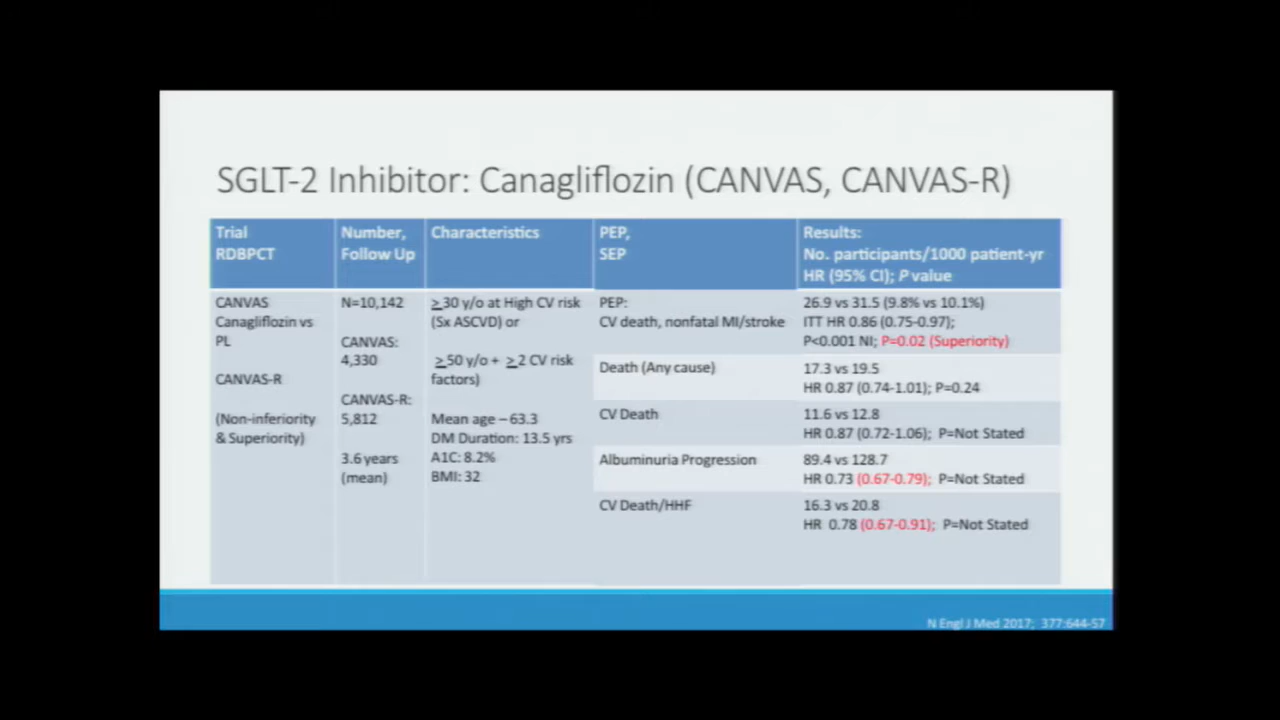 SGLT-2 Inhibitor: Canagliflozin (CANVAS, CANVAS-R)
Trial
RDBPCT
Number,
Follow Up
Characteristics
PEP,
SEP
Results:
No. participants/1000 patient-yr
HR (95% CI); P value
CANVAS
Canagliflozin vs
PL
CANVAS-R
(Non-inferiority
& Superiority)
N=10,142
CANVAS:
4,330
CANVAS-R:
5,812
3.6 years
(mean)
≥30 y/o at High CV risk
(Sx ASCVD) or
≥50 y/o + ≥2 CV risk
factors)
Mean age – 63.3
DM Duration: 13.5 yrs
A1C: 8.2%
BMI: 32
PEP:
CV death, nonfatal MI/stroke
26.9 vs 31.5 (9.8% vs 10.1%)
ITT HR 0.86 (0.75-0.97);
P<0.001 NI; P=0.02 (Superiority)
Death (Any cause)
17.3 vs 19.5
HR 0.87 (0.74-1.01); P=0.24
CV Death
11.6 vs 12.8
HR 0.87 (0.72-1.06); P=Not Stated
Albuminuria Progression
89.4 vs 128.7
HR 0.73 (0.67-0.79); P=Not Stated
CV Death/HHF
16.3 vs 20.8
HR 0.78 (0.67-0.91); P=Not Stated
N Engl J Med 2017; 377:644-57